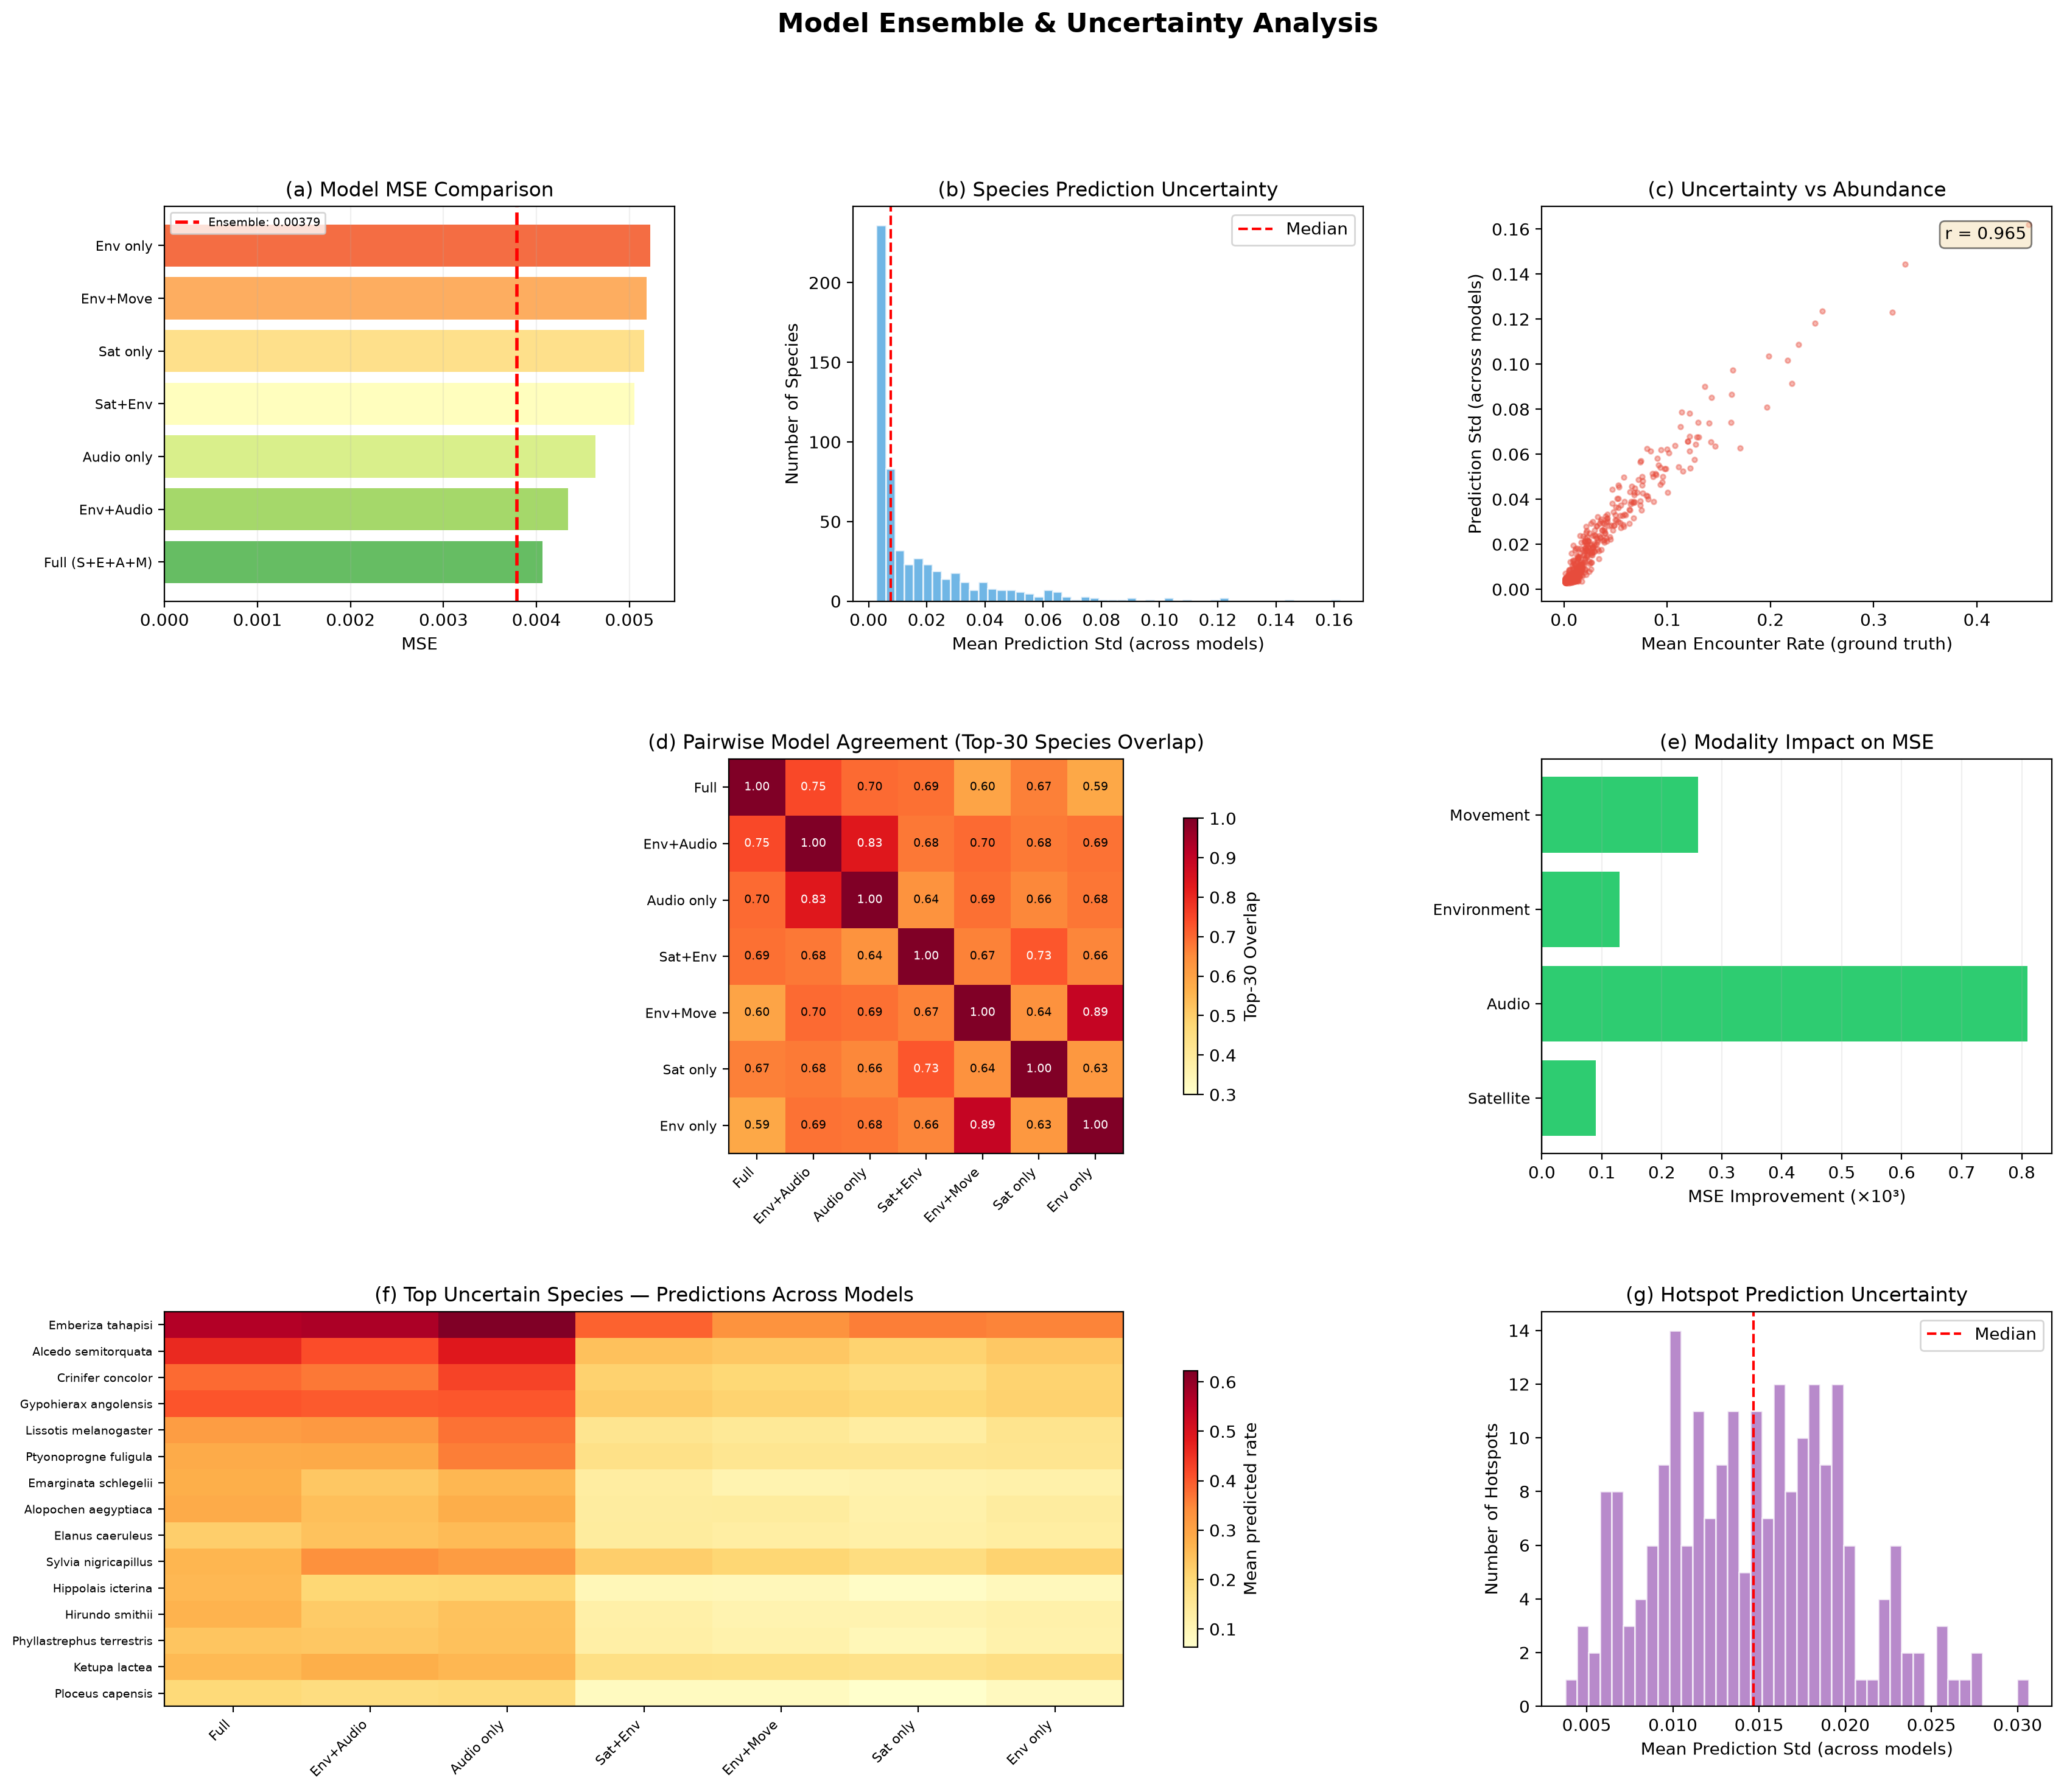 Model Ensemble & Uncertainty Analysis
(a) Model MSE Comparison
Ensemble: 0.00379
Env only
Env+Move
Sat only
Sat+Env
Audio only
Env+Audio
Full (S+E+A+M)
0.000 0.001 0.002 0.003 0.004 0.005
MSE
(b) Species Prediction Uncertainty
Median
Number of Species
200
150
100
50
0
0.00 0.02 0.04 0.06 0.08 0.10 0.12 0.14 0.16
Mean Prediction Std (across models)
(c) Uncertainty vs Abundance
r = 0.965
Prediction Std (across models)
0.16
0.14
0.12
0.10
0.08
0.06
0.04
0.02
0.00
0.0 0.1 0.2 0.3 0.4
Mean Encounter Rate (ground truth)
(d) Pairwise Model Agreement (Top-30 Species Overlap)
Full 1.00 0.75 0.70 0.69 0.60 0.67 0.59
Env+Audio 0.75 1.00 0.83 0.68 0.70 0.68 0.69
Audio only 0.70 0.83 1.00 0.64 0.69 0.66 0.68
Sat+Env 0.69 0.68 0.64 1.00 0.67 0.73 0.66
Env+Move 0.60 0.70 0.69 0.67 1.00 0.64 0.89
Sat only 0.67 0.68 0.66 0.73 0.64 1.00 0.63
Env only 0.59 0.69 0.68 0.66 0.89 0.63 1.00
Full Env+Audio Audio only Sat+Env Env+Move Sat only Env only
1.0
0.9
0.8
0.7
0.6
0.5
0.4
0.3
Top-30 Overlap
(e) Modality Impact on MSE
Movement
Environment
Audio
Satellite
0.0 0.1 0.2 0.3 0.4 0.5 0.6 0.7 0.8
MSE Improvement (×10³)
(f) Top Uncertain Species — Predictions Across Models
Emberiza tahapisi
Alcedo semitorquata
Crinifer concolor
Gypohierax angolensis
Lissotis melanogaster
Ptyonoprogne fuligula
Emarginata schlegelii
Alopochen aegyptiaca
Elanus caeruleus
Sylvia nigricapillus
Hippolais icterina
Hirundo smithii
Phyllastrephus terrestris
Ketupa lactea
Ploceus capensis
Full Env+Audio Audio only Sat+Env Env+Move Sat only Env only
0.6
0.5
0.4
0.3
0.2
0.1
Mean predicted rate
(g) Hotspot Prediction Uncertainty
Median
Number of Hotspots
14
12
10
8
6
4
2
0
0.005 0.010 0.015 0.020 0.025 0.030
Mean Prediction Std (across models)